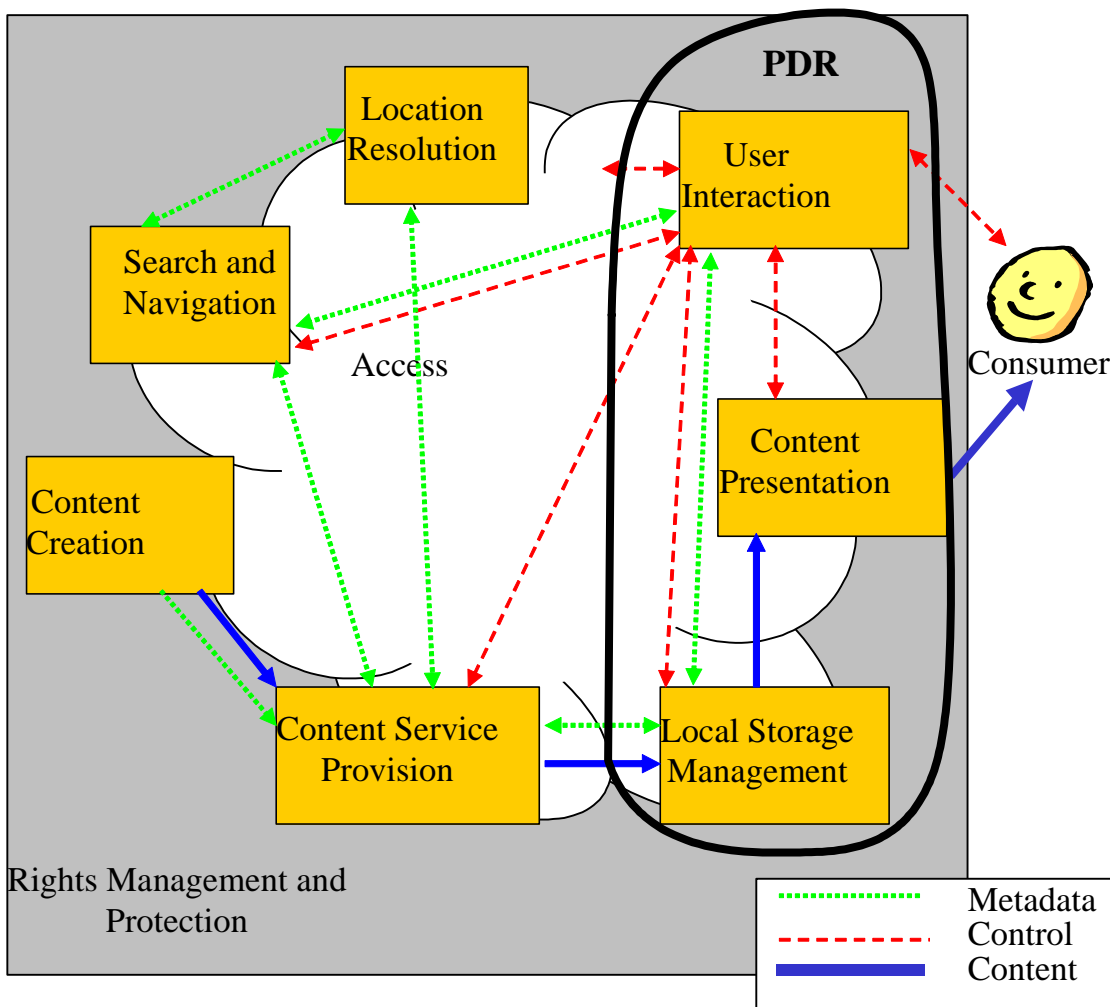 PDR
Location
Resolution
User
Interaction
Search and
Navigation
Access
Consumer
Content
Presentation
Content
Creation
Content Service
Provision
Local Storage
Management
Rights Management and
Protection
Metadata
Control
Content